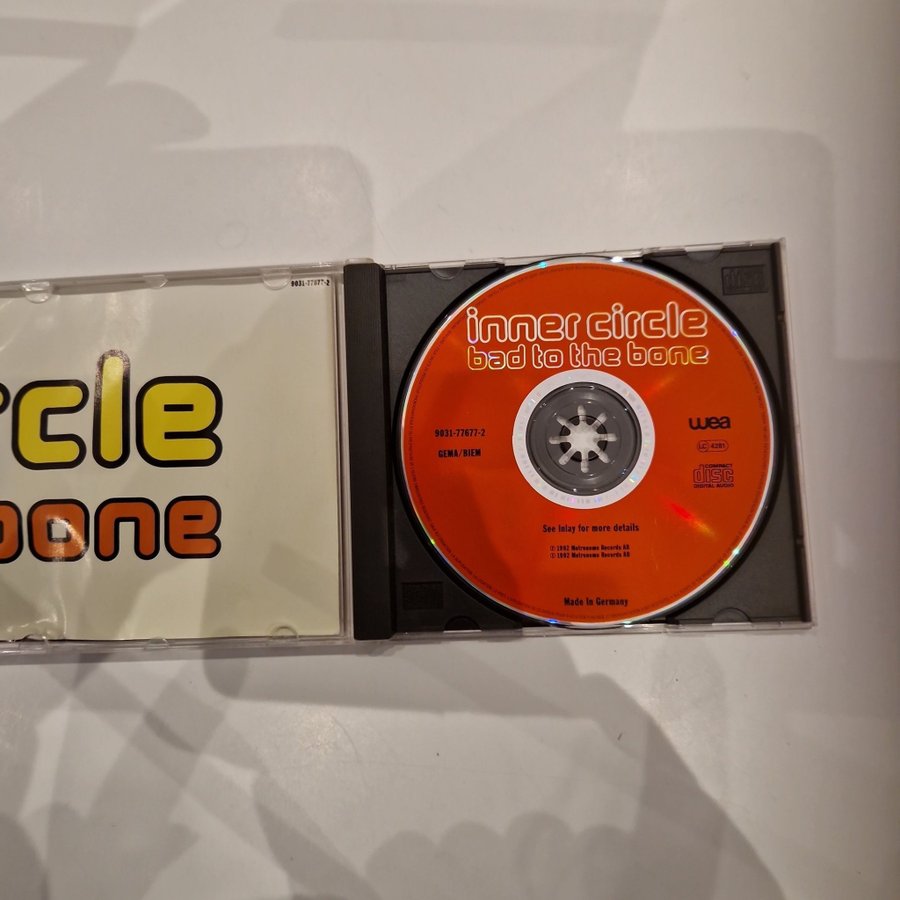 9031-77677-2
rcle
bone
inner circle
bad to the bone
9031-77677-2
GEMA/BIEM
wea
LC 4281
COMPACT
disc
DIGITAL AUDIO
See inlay for more details
℗ 1992 Metronome Records AB
© 1992 Metronome Records AB
Made in Germany